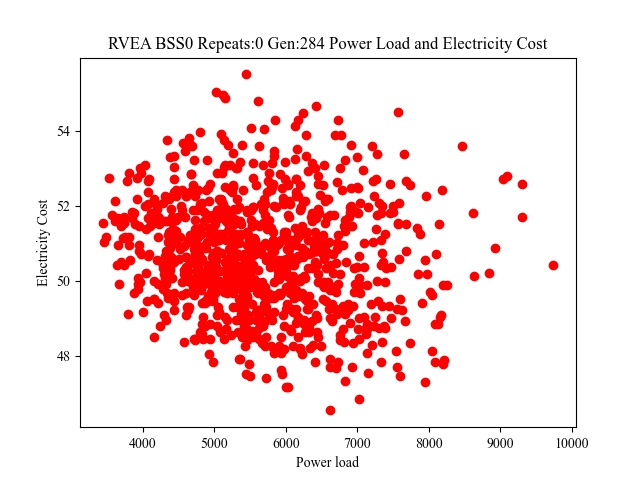 RVEA BSS0 Repeats:0 Gen:284 Power Load and Electricity Cost
54
52
50
48
Electricity Cost
4000 5000 6000 7000 8000 9000 10000
Power load